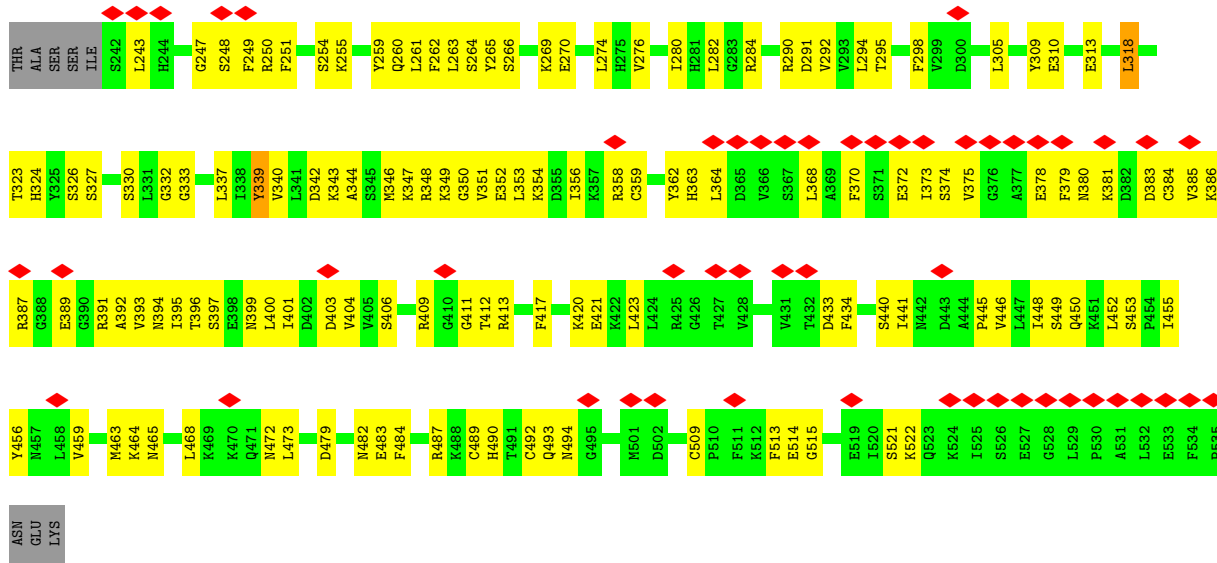 THR ALA SER SER ILE S242 L243 H244 G247 S248 F249 R250 F251 S254 K255 Y259 Q260 L261 F262 L263 S264 Y265 S266 K269 E270 L274 H275 V276 I280 H281 L282 G283 R284 R290 D291 V292 V293 L294 T295 F298 V299 D300 L305 Y309 E310 E313 L318
T323 H324 Y325 S326 S327 S330 L331 G332 G333 L337 I338 Y339 V340 L341 D342 K343 A344 S345 M346 K347 R348 K349 G350 V351 E352 L353 K354 D355 I356 K357 R358 C359 Y362 H363 L364 D365 V366 S367 L368 A369 F370 S371 E372 I373 S374 V375 G376 A377 E378 F379 N380 K381 D382 D383 C384 V385 K386
R387 G388 E389 G390 R391 A392 V393 N394 I395 T396 S397 E398 N399 L400 I401 D402 D403 V404 V405 S406 R409 G410 G411 T412 R413 F417 K420 E421 K422 L423 L424 R425 G426 T427 V428 V431 T432 D433 F434 S440 I441 N442 D443 A444 P445 V446 L447 I448 S449 Q450 K451 L452 S453 P454 I455
Y456 N457 L458 V459 M463 K464 N465 L468 K469 K470 Q471 N472 L473 D479 N482 E483 F484 R487 K488 C489 H490 T491 C492 Q493 N494 G495 M501 D502 C509 P510 F511 K512 F513 E514 G515 E519 I520 S521 K522 Q523 K524 I525 S526 E527 G528 L529 P530 A531 L532 E533 F534
ASN GLU LYS